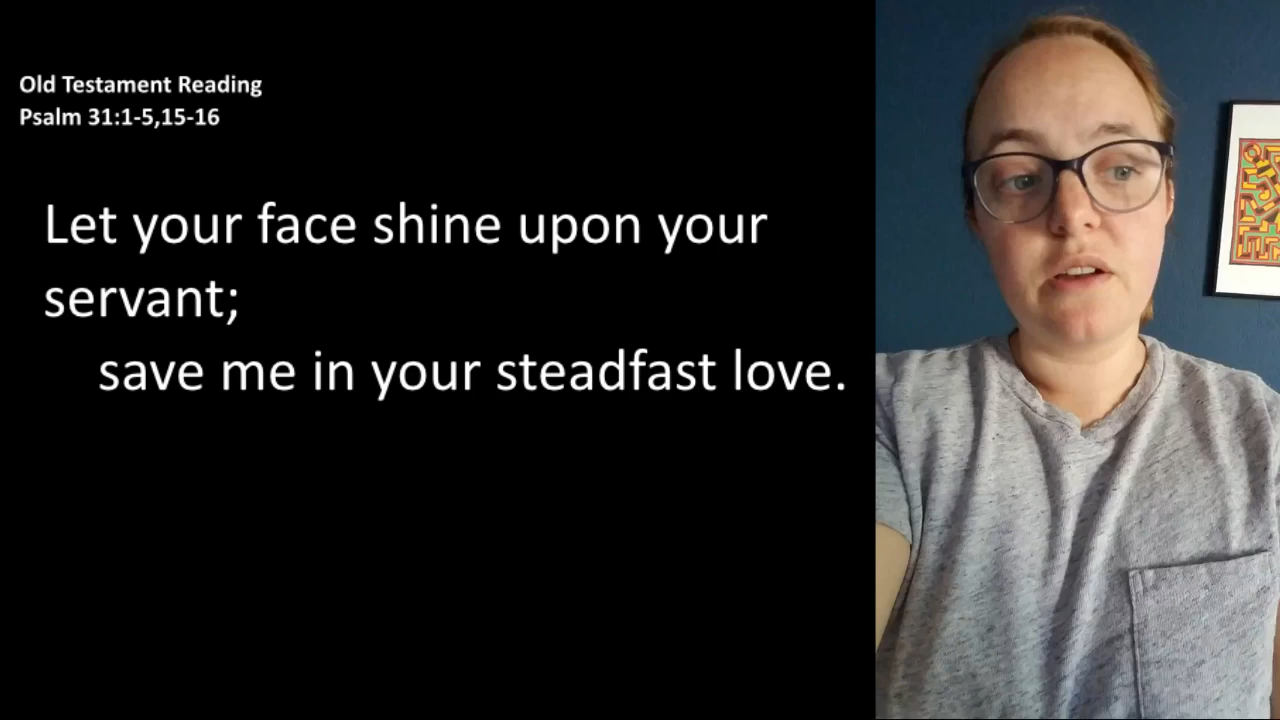 Old Testament Reading
Psalm 31:1-5,15-16
Let your face shine upon your
servant;
save me in your steadfast love.